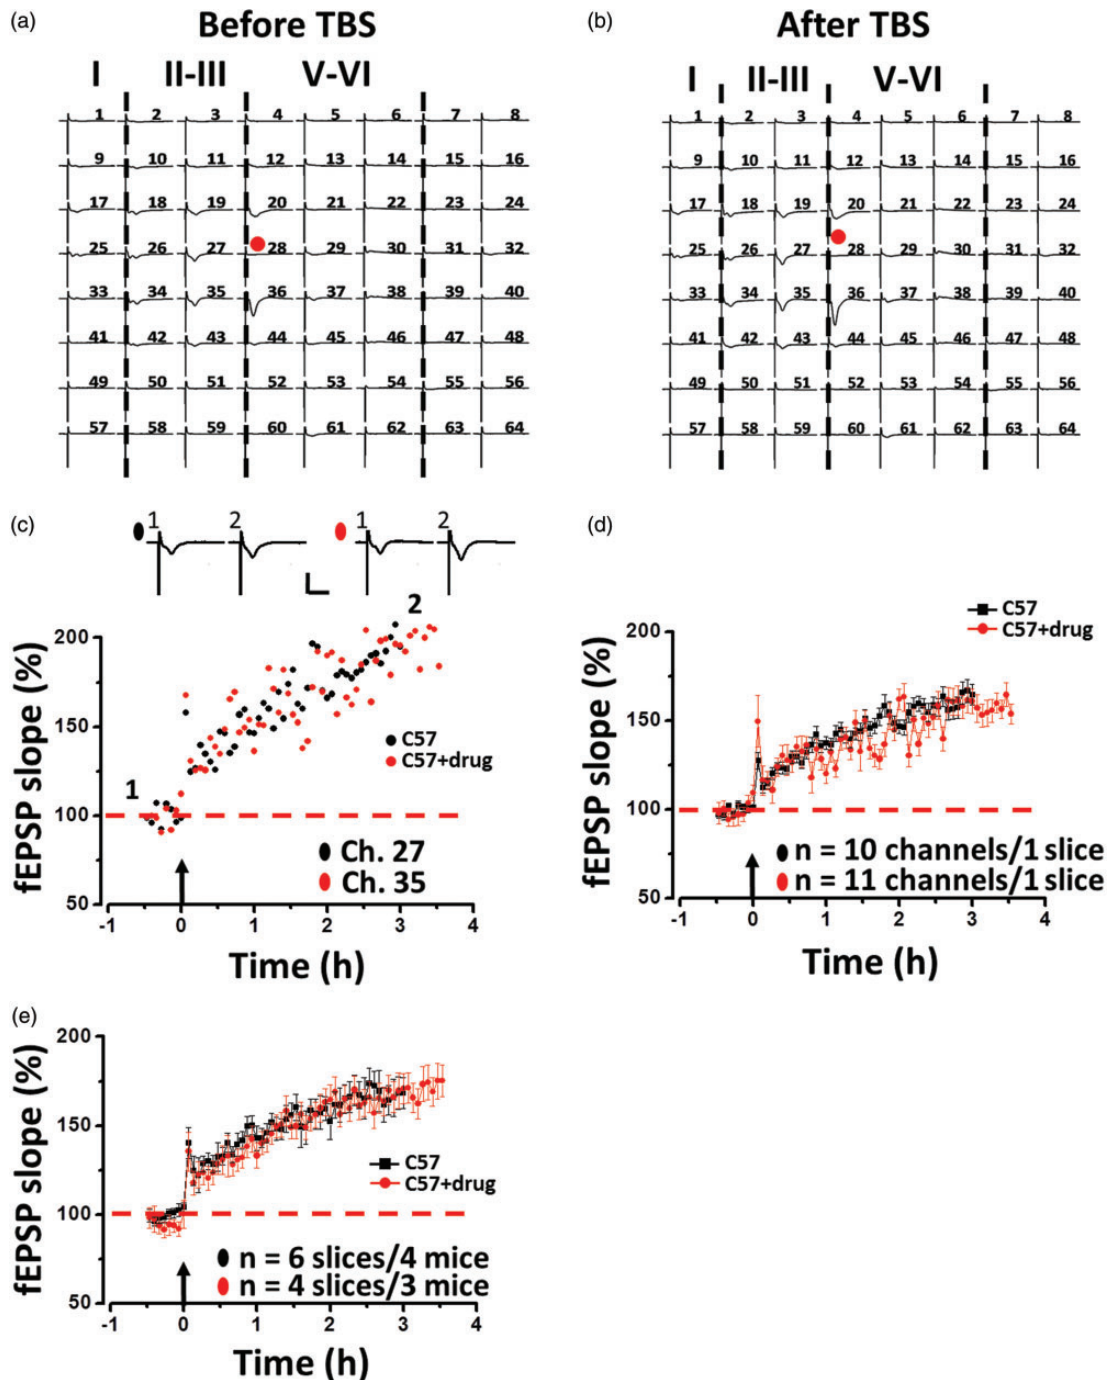 (a)
Before TBS
I II-III V-VI
1 2 3 4 5 6 7 8
9 10 11 12 13 14 15 16
17 18 19 20 21 22 23 24
25 26 27 28 29 30 31 32
33 34 35 36 37 38 39 40
41 42 43 44 45 46 47 48
49 50 51 52 53 54 55 56
57 58 59 60 61 62 63 64
(b)
After TBS
I II-III V-VI
1 2 3 4 5 6 7 8
9 10 11 12 13 14 15 16
17 18 19 20 21 22 23 24
25 26 27 28 29 30 31 32
33 34 35 36 37 38 39 40
41 42 43 44 45 46 47 48
49 50 51 52 53 54 55 56
57 58 59 60 61 62 63 64
(c)
1 2 1 2
2
200
150
100
50
fEPSP slope (%)
1
C57
C57+drug
Ch. 27
Ch. 35
-1 0 1 2 3 4
Time (h)
(d)
C57
C57+drug
200
150
100
50
fEPSP slope (%)
n = 10 channels/1 slice
n = 11 channels/1 slice
-1 0 1 2 3 4
Time (h)
(e)
200
150
100
50
fEPSP slope (%)
C57
C57+drug
n = 6 slices/4 mice
n = 4 slices/3 mice
-1 0 1 2 3 4
Time (h)